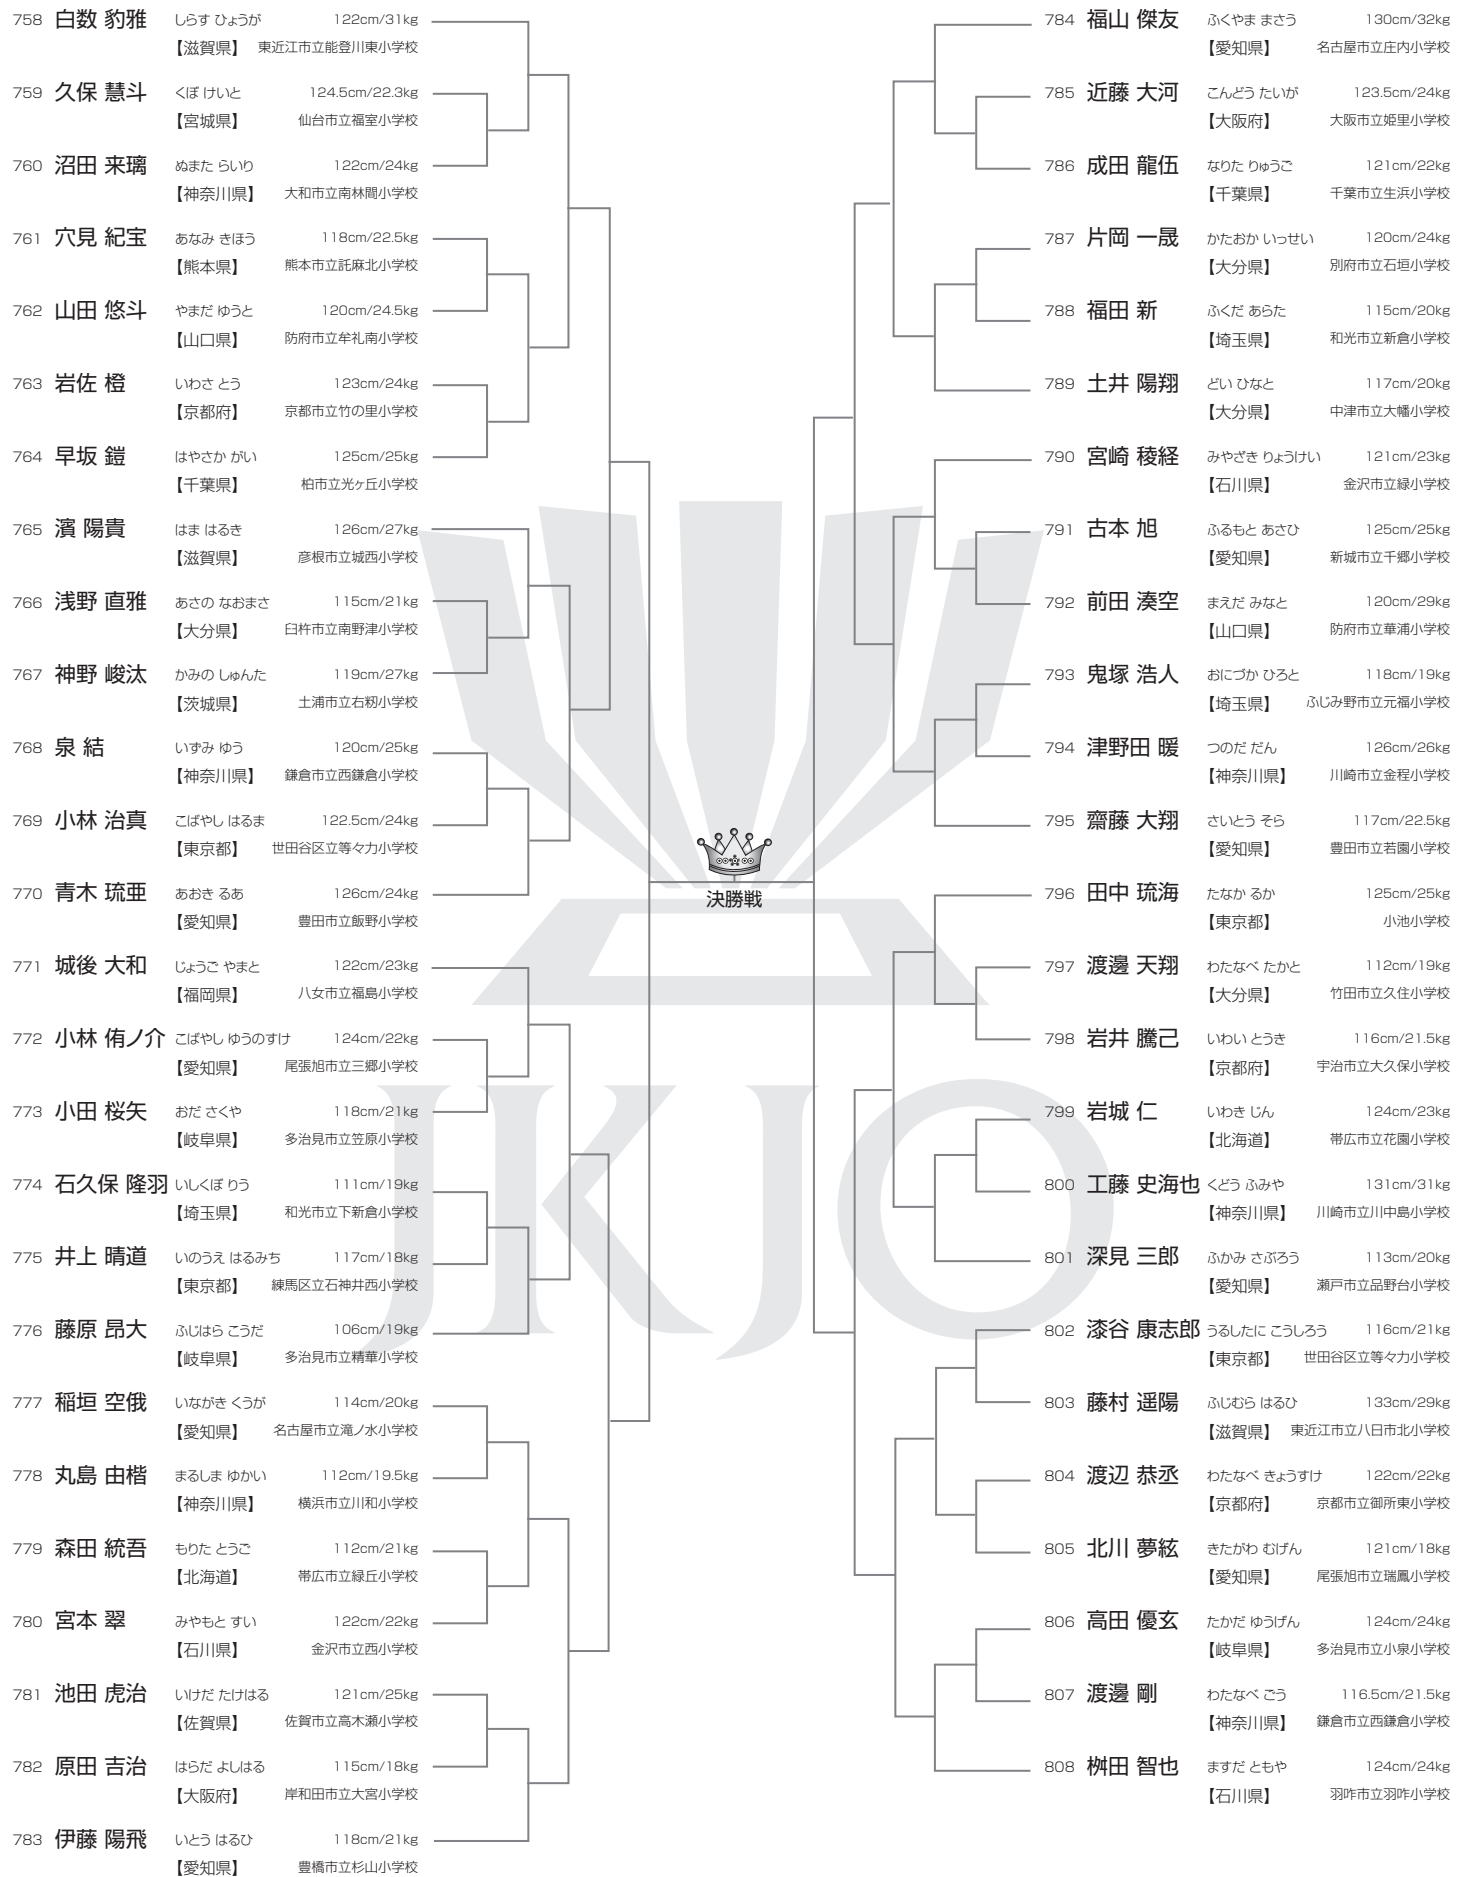 758 白数 豹雅 しらす ひょうが 122cm/31kg
【滋賀県】 東近江市立能登川東小学校
759 久保 慧斗 くぼ けいと 124.5cm/22.3kg
【宮城県】 仙台市立福室小学校
760 沼田 来璃 ぬまた らいり 122cm/24kg
【神奈川県】 大和市立南林間小学校
761 穴見 紀宝 あなみ きほう 118cm/22.5kg
【熊本県】 熊本市立託麻北小学校
762 山田 悠斗 やまだ ゆうと 120cm/24.5kg
【山口県】 防府市立牟礼南小学校
763 岩佐 橙 いわさ とう 123cm/24kg
【京都府】 京都市立竹の里小学校
764 早坂 鎧 はやさか がい 125cm/25kg
【千葉県】 柏市立光ヶ丘小学校
765 濱 陽貴 はま はるき 126cm/27kg
【滋賀県】 彦根市立城西小学校
766 浅野 直雅 あさの なおまさ 115cm/21kg
【大分県】 臼杵市立南野津小学校
767 神野 峻汰 かみの しゅんた 119cm/27kg
【茨城県】 土浦市立右籾小学校
768 泉 結 いずみ ゆう 120cm/25kg
【神奈川県】 鎌倉市立西鎌倉小学校
769 小林 治真 こばやし はるま 122.5cm/24kg
【東京都】 世田谷区立等々力小学校
770 青木 琉亜 あおき るあ 126cm/24kg
【愛知県】 豊田市立飯野小学校
771 城後 大和 じょうご やまと 122cm/23kg
【福岡県】 八女市立福島小学校
772 小林 侑ノ介 こばやし ゆうのすけ 124cm/22kg
【愛知県】 尾張旭市立三郷小学校
773 小田 桜矢 おだ さくや 118cm/21kg
【岐阜県】 多治見市立笠原小学校
774 石久保 隆羽 いしくぼ りう 111cm/19kg
【埼玉県】 和光市立下新倉小学校
775 井上 晴道 いのうえ はるみち 117cm/18kg
【東京都】 練馬区立石神井西小学校
776 藤原 昂大 ふじはら こうだ 106cm/19kg
【岐阜県】 多治見市立精華小学校
777 稲垣 空俄 いながき くうが 114cm/20kg
【愛知県】 名古屋市立滝ノ水小学校
778 丸島 由楷 まるしま ゆかい 112cm/19.5kg
【神奈川県】 横浜市立川和小学校
779 森田 統吾 もりた とうご 112cm/21kg
【北海道】 帯広市立緑丘小学校
780 宮本 翠 みやもと すい 122cm/22kg
【石川県】 金沢市立西小学校
781 池田 虎治 いけだ たけはる 121cm/25kg
【佐賀県】 佐賀市立高木瀬小学校
782 原田 吉治 はらだ よしはる 115cm/18kg
【大阪府】 岸和田市立大宮小学校
783 伊藤 陽飛 いとう はるひ 118cm/21kg
【愛知県】 豊橋市立杉山小学校
決勝戦
JKJO
784 福山 傑友 ふくやま まさう 130cm/32kg
【愛知県】 名古屋市立庄内小学校
785 近藤 大河 こんどう たいが 123.5cm/24kg
【大阪府】 大阪市立姫里小学校
786 成田 龍伍 なりた りゅうご 121cm/22kg
【千葉県】 千葉市立生浜小学校
787 片岡 一晟 かたおか いっせい 120cm/24kg
【大分県】 別府市立石垣小学校
788 福田 新 ふくだ あらた 115cm/20kg
【埼玉県】 和光市立新倉小学校
789 土井 陽翔 どい ひなと 117cm/20kg
【大分県】 中津市立大幡小学校
790 宮崎 稜経 みやざき りょうけい 121cm/23kg
【石川県】 金沢市立緑小学校
791 古本 旭 ふるもと あさひ 125cm/25kg
【愛知県】 新城市立千郷小学校
792 前田 湊空 まえだ みなと 120cm/29kg
【山口県】 防府市立華浦小学校
793 鬼塚 浩人 おにづか ひろと 118cm/19kg
【埼玉県】 ふじみ野市立元福小学校
794 津野田 暖 つのだ だん 126cm/26kg
【神奈川県】 川崎市立金程小学校
795 齋藤 大翔 さいとう そら 117cm/22.5kg
【愛知県】 豊田市立若園小学校
796 田中 琉海 たなか るか 125cm/25kg
【東京都】 小池小学校
797 渡邊 天翔 わたなべ たかと 112cm/19kg
【大分県】 竹田市立久住小学校
798 岩井 騰己 いわい とうき 116cm/21.5kg
【京都府】 宇治市立大久保小学校
799 岩城 仁 いわき じん 124cm/23kg
【北海道】 帯広市立花園小学校
800 工藤 史海也 くどう ふみや 131cm/31kg
【神奈川県】 川崎市立川中島小学校
801 深見 三郎 ふかみ さぶろう 113cm/20kg
【愛知県】 瀬戸市立品野台小学校
802 漆谷 康志郎 うるしたに こうしろう 116cm/21kg
【東京都】 世田谷区立等々力小学校
803 藤村 遥陽 ふじむら はるひ 133cm/29kg
【滋賀県】 東近江市立八日市北小学校
804 渡辺 恭丞 わたなべ きょうすけ 122cm/22kg
【京都府】 京都市立御所東小学校
805 北川 夢絃 きたがわ むげん 121cm/18kg
【愛知県】 尾張旭市立瑞鳳小学校
806 高田 優玄 たかだ ゆうげん 124cm/24kg
【岐阜県】 多治見市立小泉小学校
807 渡邊 剛 わたなべ ごう 116.5cm/21.5kg
【神奈川県】 鎌倉市立西鎌倉小学校
808 桝田 智也 ますだ ともや 124cm/24kg
【石川県】 羽咋市立羽咋小学校